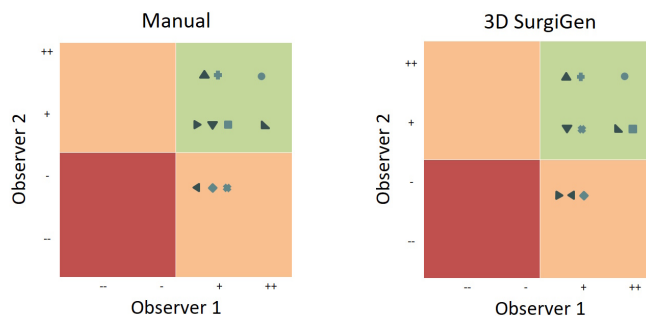 Manual
3D SurgiGen
Observer 2
++
+
-
--
--
-
+
++
Observer 1
Observer 2
++
+
-
--
--
-
+
++
Observer 1